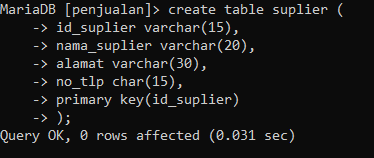 MariaDB [penjualan]> create table suplier (
    -> id_suplier varchar(15),
    -> nama_suplier varchar(20),
    -> alamat varchar(30),
    -> no_tlp char(15),
    -> primary key(id_suplier)
    -> );
Query OK, 0 rows affected (0.031 sec)